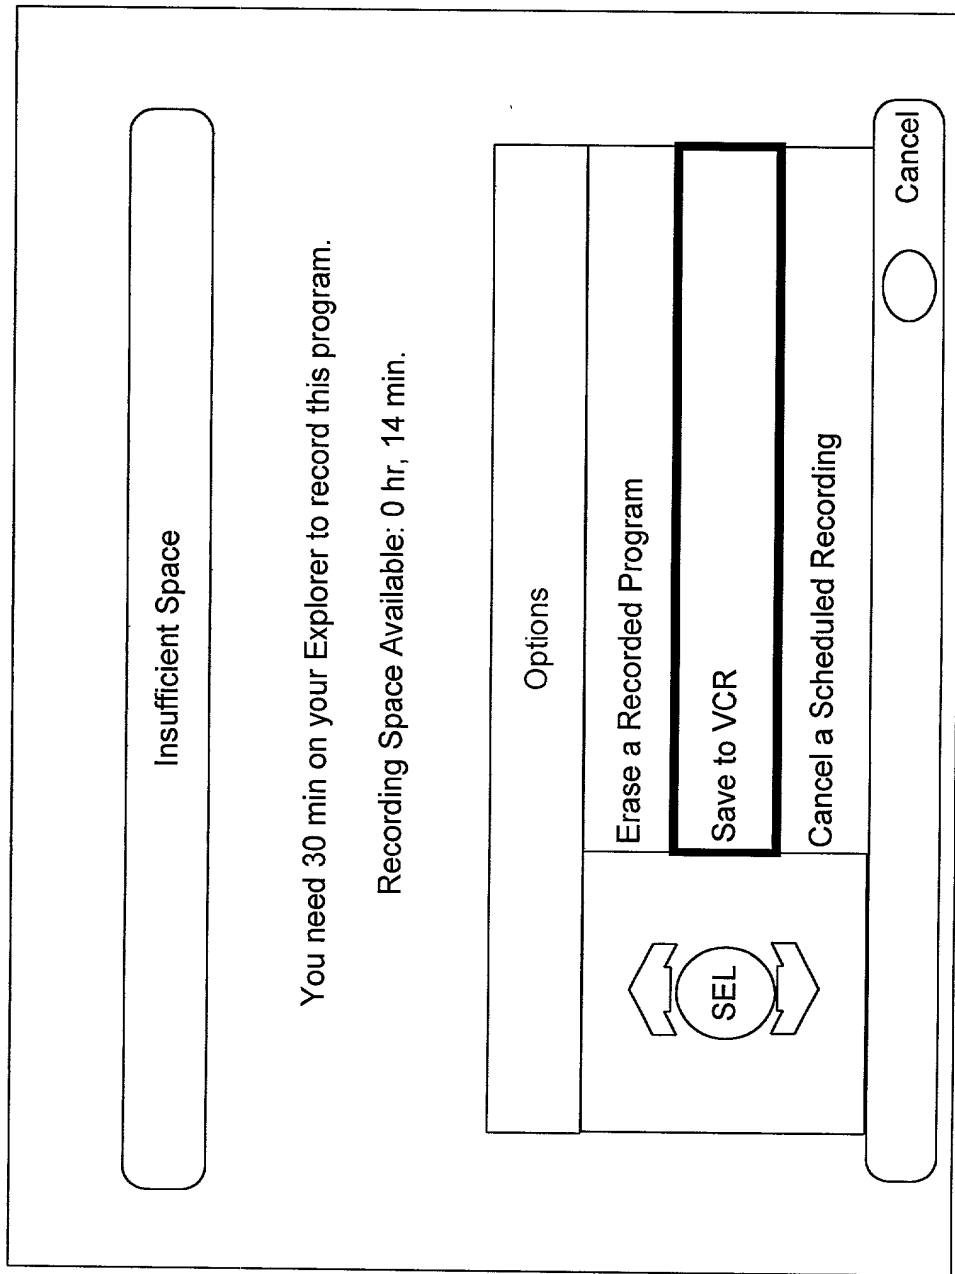 Insufficient Space
You need 30 min on your Explorer to record this program.
Recording Space Available: 0 hr, 14 min.
Options
Erase a Recorded Program
SEL
Save to VCR
Cancel a Scheduled Recording
Cancel